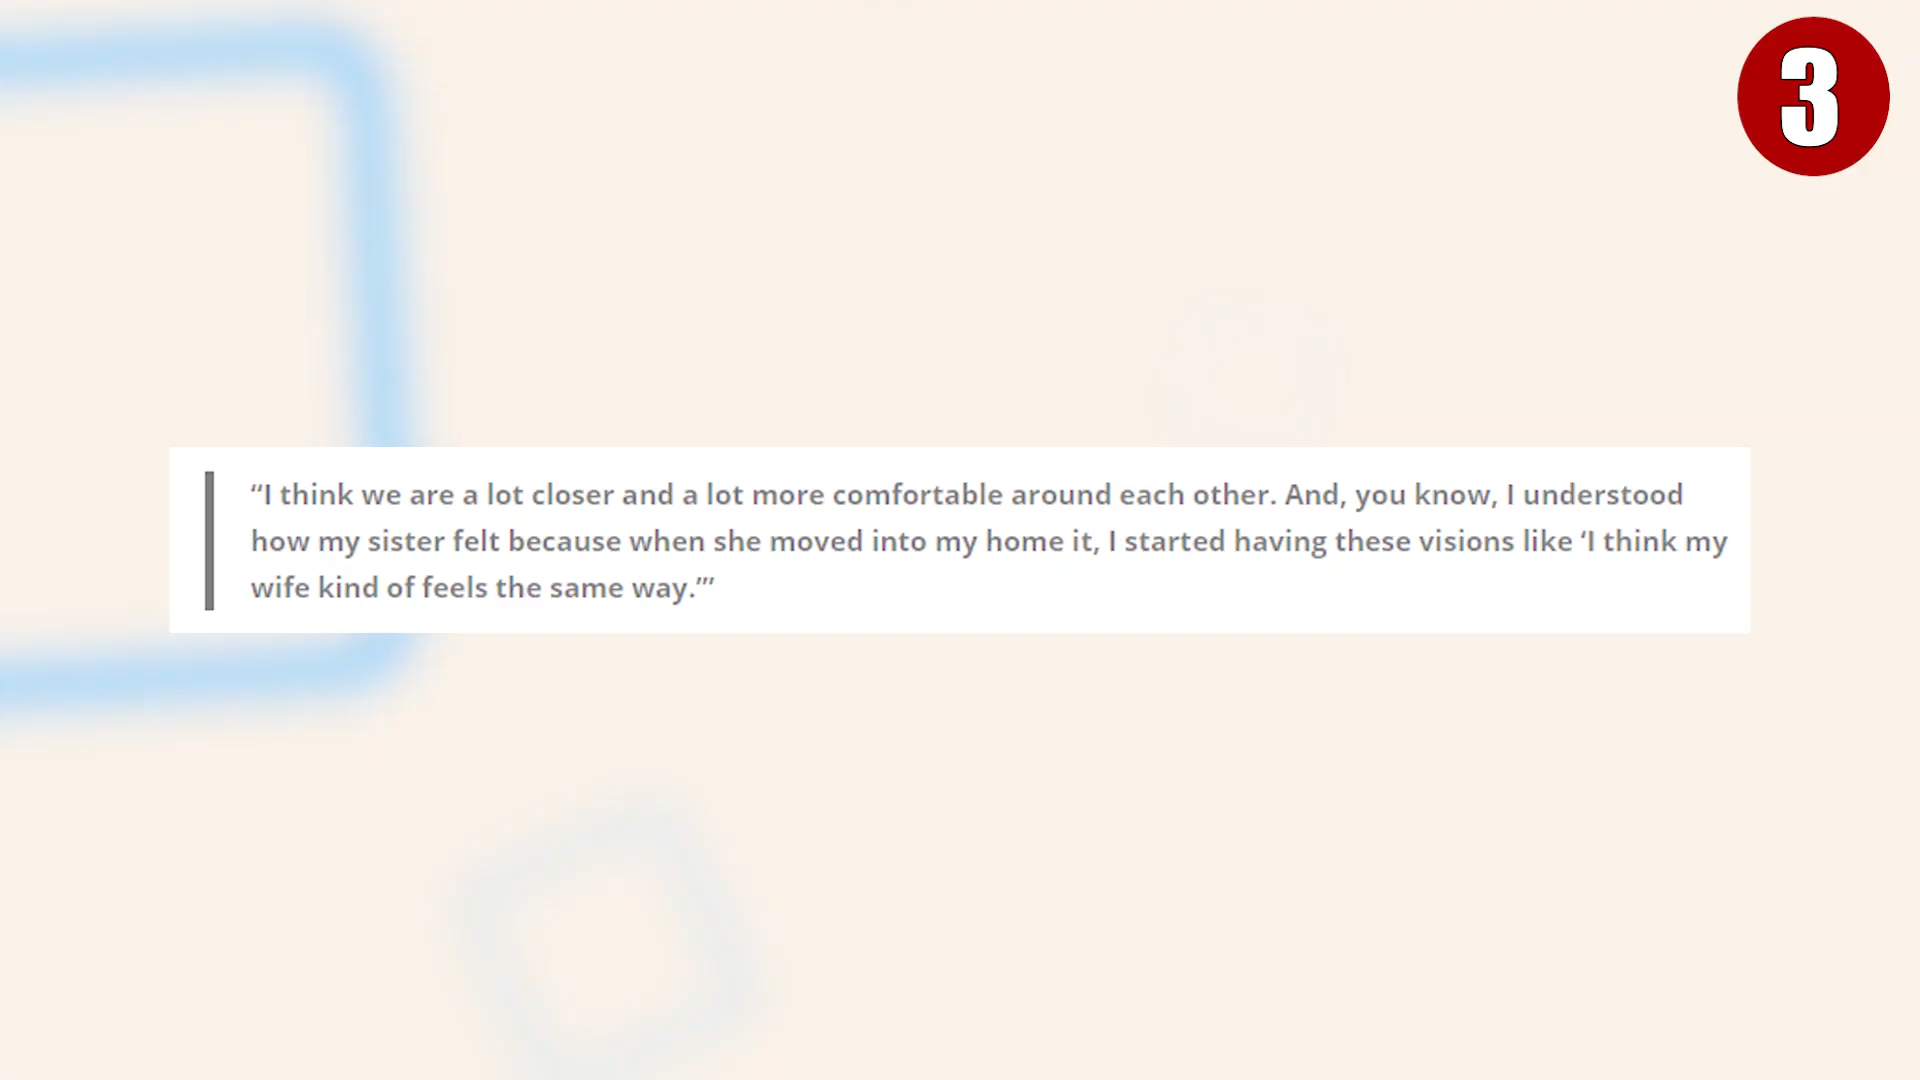 3
“I think we are a lot closer and a lot more comfortable around each other. And, you know, I understood
how my sister felt because when she moved into my home it, I started having these visions like ‘I think my
wife kind of feels the same way.”’